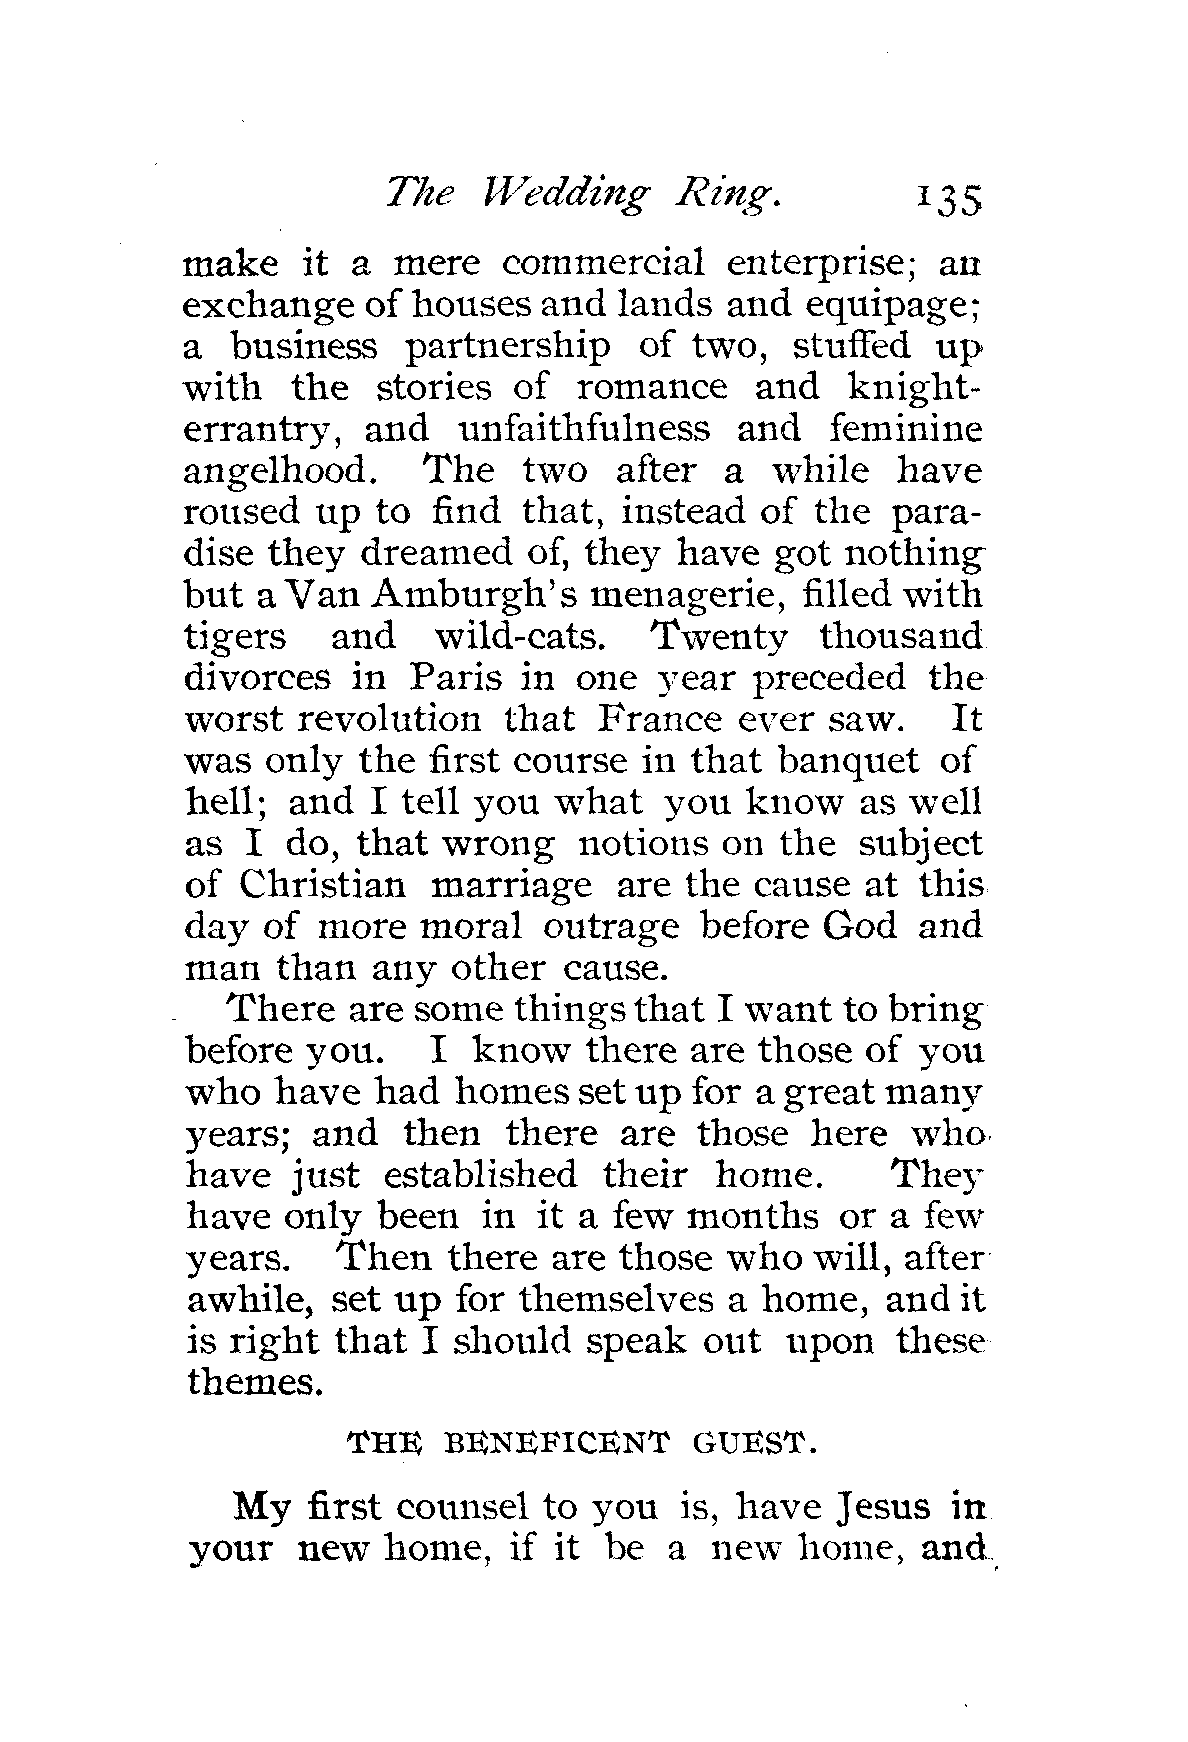 The Wedding Ring. 135
make it a mere commercial enterprise; an
exchange of houses and lands and equipage;
a business partnership of two, stuffed up
with the stories of romance and knight-
errantry, and unfaithfulness and feminine
angelhood. The two after a while have
roused up to find that, instead of the para-
dise they dreamed of, they have got nothing
but a Van Amburgh's menagerie, filled with
tigers and wild-cats. Twenty thousand
divorces in Paris in one year preceded the
worst revolution that France ever saw. It
was only the first course in that banquet of
hell; and I tell you what you know as well
as I do, that wrong notions on the subject
of Christian marriage are the cause at this
day of more moral outrage before God and
man than any other cause.
There are some things that I want to bring
before you. I know there are those of you
who have had homes set up for a great many
years; and then there are those here who
have just established their home. They
have only been in it a few months or a few
years. Then there are those who will, after
awhile, set up for themselves a home, and it
is right that I should speak out upon these
themes.
THE BENEFICENT GUEST.
My first counsel to you is, have Jesus in
your new home, if it be a new home, and